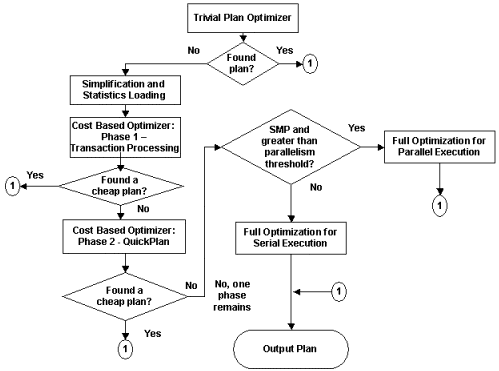 Trivial Plan Optimizer
No
Found
plan?
Yes
1
Simplification and
Statistics Loading
Cost Based Optimizer:
Phase 1 –
Transaction Processing
Yes
1
Found a
cheap plan?
No
Cost Based Optimizer:
Phase 2 - QuickPlan
Found a
cheap plan?
No
No, one
phase
remains
Yes
1
SMP and
greater than
parallelism
threshold?
Yes
Full Optimization for
Parallel Execution
1
No
Full Optimization for
Serial Execution
1
Output Plan